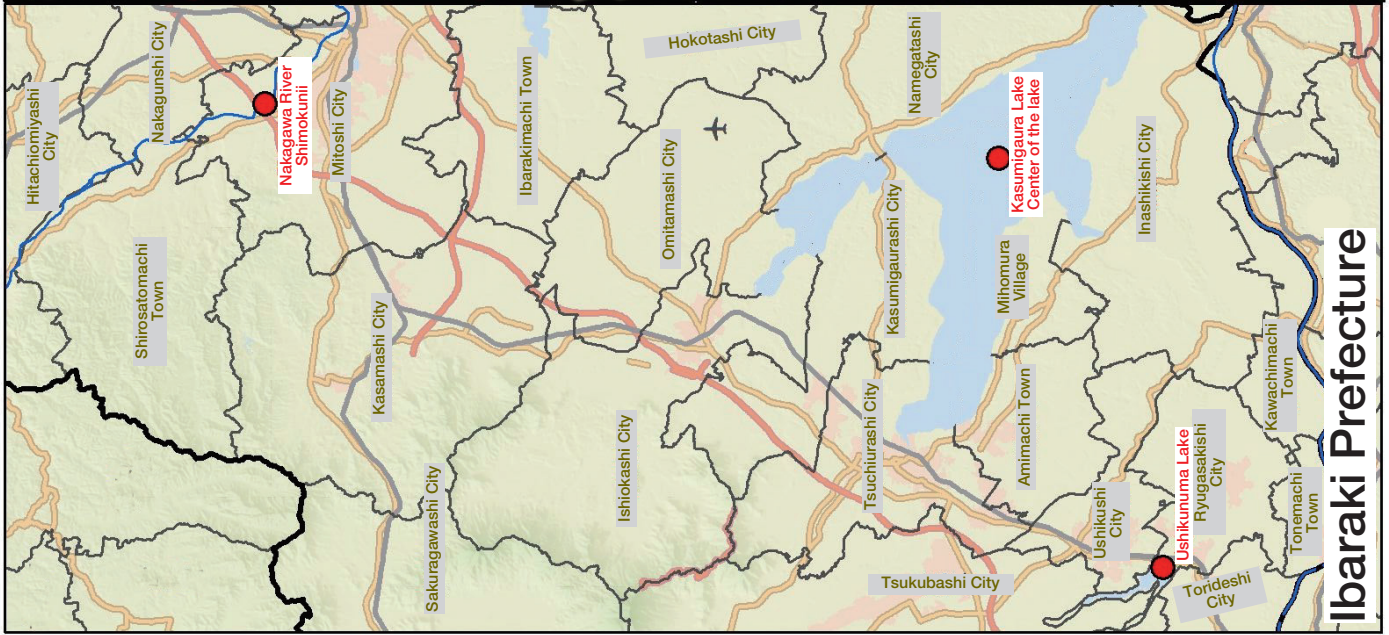 Hitachiomiyashi
City
Nakagunshi City
Nakagawa River
Shimokunii
Mitoshi City
Shirosatomachi
Town
Kasamashi City
Sakuragawashi City
Ibarakimachi Town
Hokotashi City
Omitamashi City
Ishiokashi City
Namegatashi
City
Kasumigaurashi City
Tsuchiurashi City
Tsukubashi City
Kasumigaura Lake
Center of the lake
Mihomura
Village
Amimachi Town
Inashikishi City
Ushikushi
City
Ushikunuma Lake
Ryugasakishi
City
Torideshi
City
Kawachimachi
Town
Tonemachi
Town
Ibaraki Prefecture